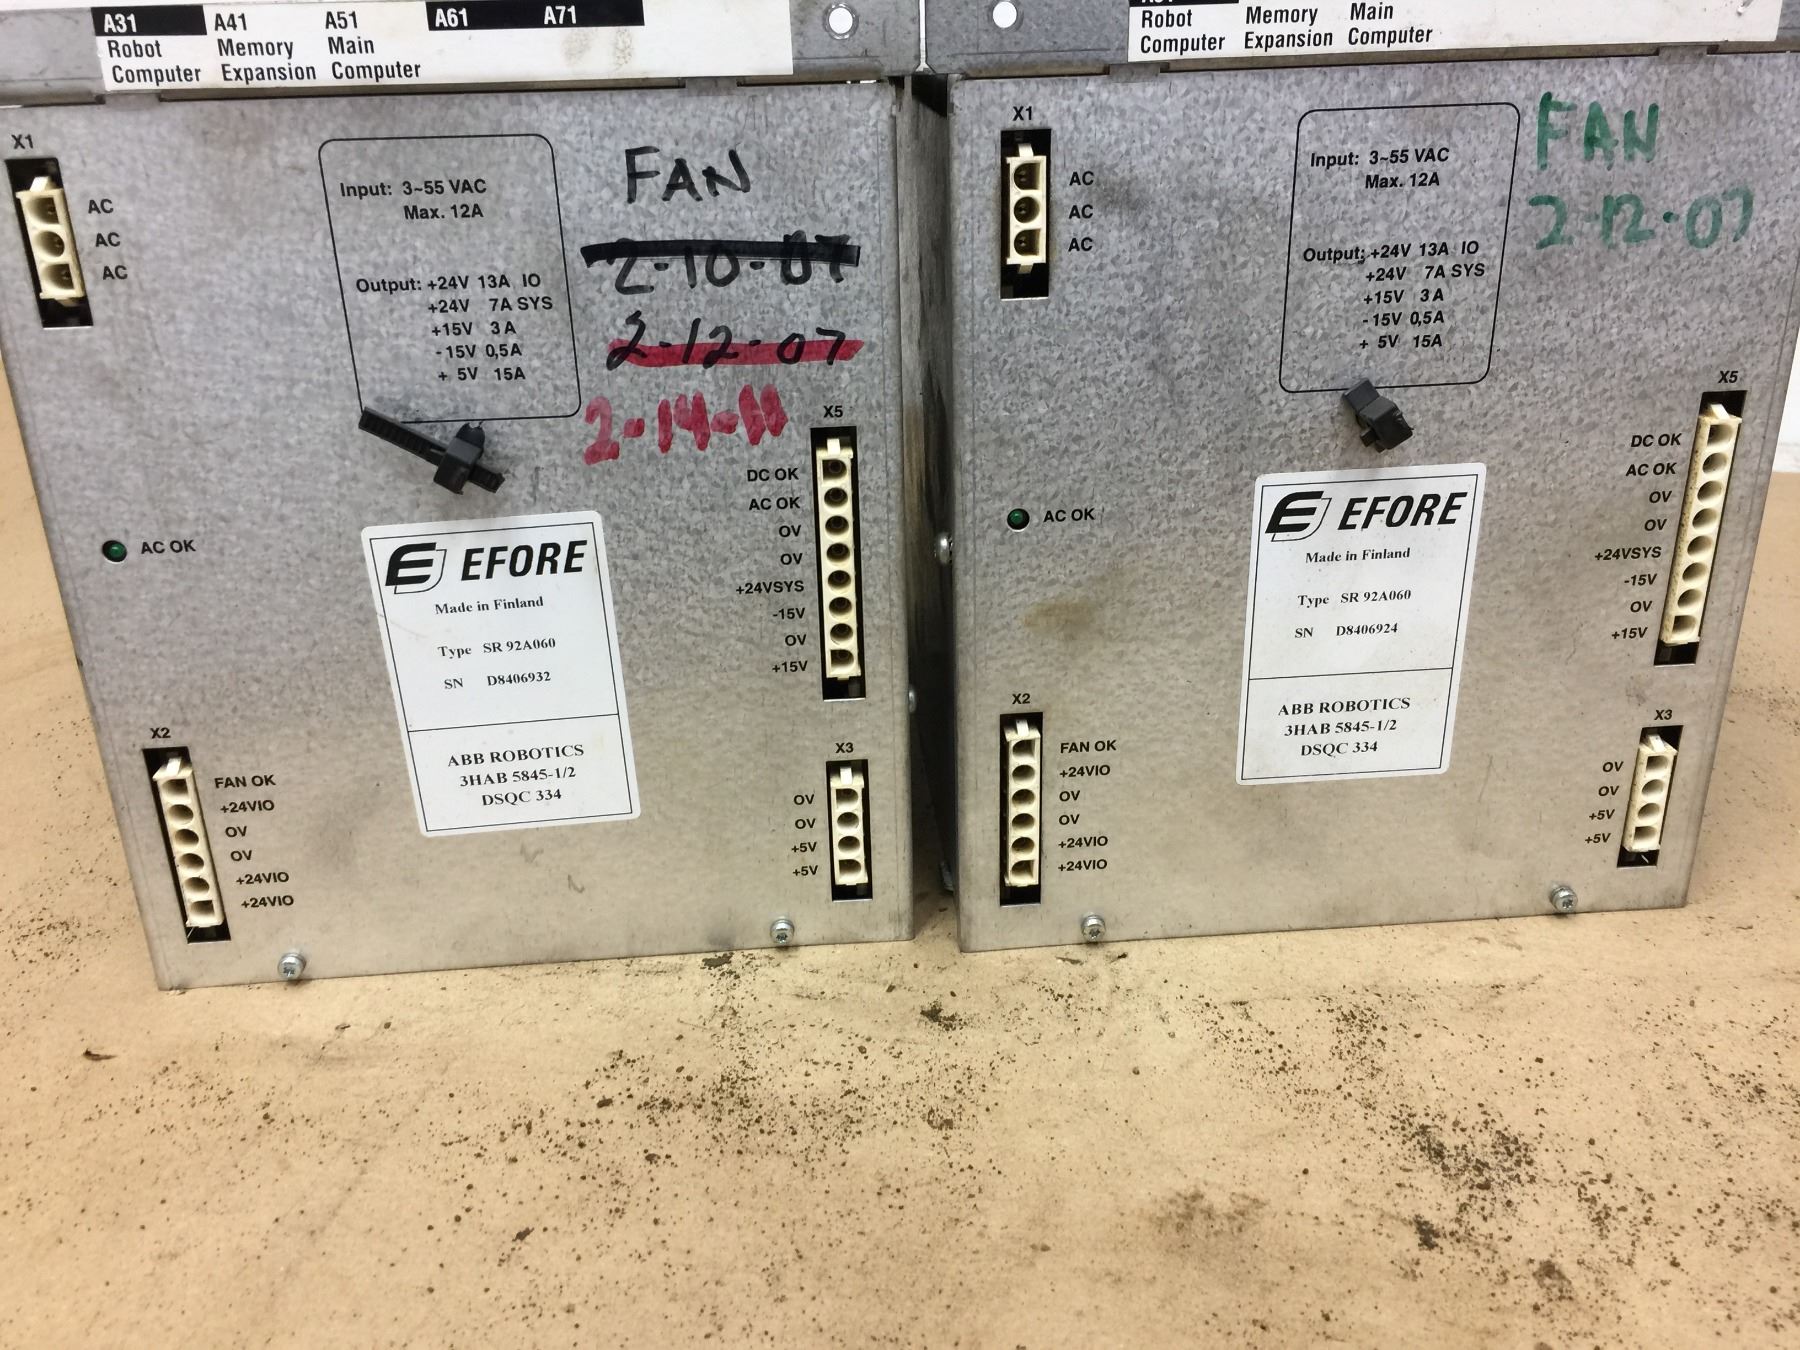 A31 A41 A51 A61 A71
Robot Memory Main
Computer Expansion Computer
X1
AC
AC
AC
Input: 3~55 VAC
Max. 12A
Output: +24V 13A IO
+24V 7A SYS
+15V 3A
-15V 0,5A
+ 5V 15A
FAN
2-10-07
2-12-07
2-14-11
X5
DC OK
AC OK
OV
OV
+24VSYS
-15V
OV
+15V
AC OK
EFORE
Made in Finland
Type SR 92A060
SN D8406932
ABB ROBOTICS
3HAB 5845-1/2
DSQC 334
X2
FAN OK
+24VIO
OV
OV
+24VIO
+24VIO
X3
OV
OV
+5V
+5V
Robot Memory Main
Computer Expansion Computer
X1
AC
AC
AC
Input: 3~55 VAC
Max. 12A
Output: +24V 13A IO
+24V 7A SYS
+15V 3A
-15V 0,5A
+ 5V 15A
FAN
2-12-07
X5
DC OK
AC OK
OV
OV
+24VSYS
-15V
OV
+15V
AC OK
EFORE
Made in Finland
Type SR 92A060
SN D8406924
ABB ROBOTICS
3HAB 5845-1/2
DSQC 334
X2
FAN OK
+24VIO
OV
OV
+24VIO
+24VIO
X3
OV
OV
+5V
+5V